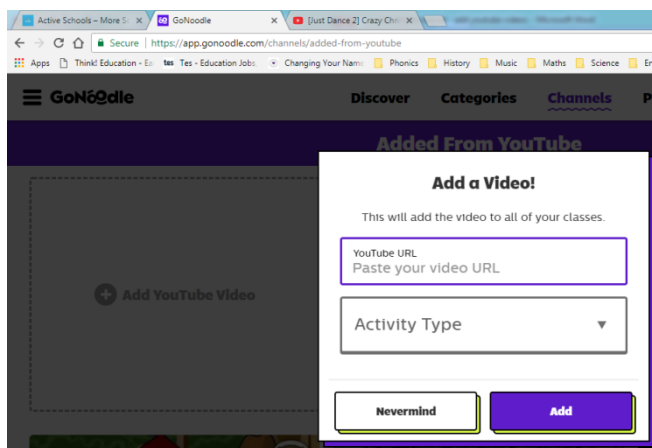 Active Schools – More S
GoNoodle
[Just Dance 2] Crazy Chri
Secure | https://app.gonoodle.com/channels/added-from-youtube
Apps Think! Education - Ea tes Tes - Education Jobs, Changing Your Name Phonics History Music Maths Science En
GoNoodle Discover Categories Channels P
Added From YouTube
Add a Video!
This will add the video to all of your classes.
YouTube URL
Paste your video URL
Add YouTube Video
Activity Type
Nevermind Add